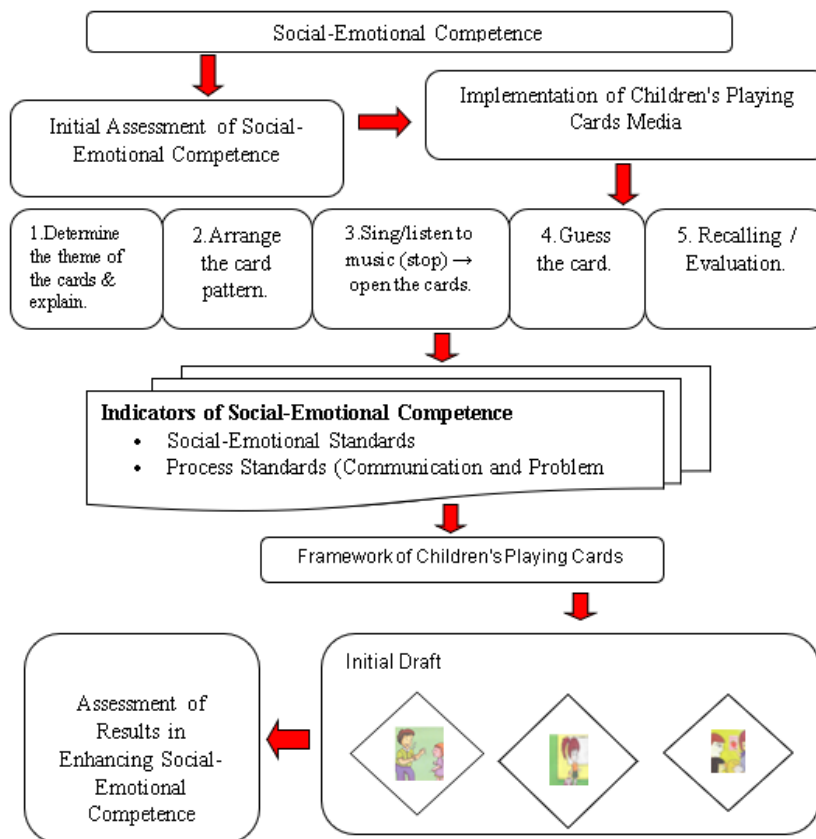 Social-Emotional Competence
Initial Assessment of Social-
Emotional Competence
Implementation of Children's Playing
Cards Media
1.Determine
the theme of
the cards &
explain.
2.Arrange
the card
pattern.
3.Sing/listen to
music (stop) →
open the cards.
4.Guess
the card.
5. Recalling /
Evaluation.
Indicators of Social-Emotional Competence
• Social-Emotional Standards
• Process Standards (Communication and Problem
Framework of Children's Playing Cards
Initial Draft
Assessment of
Results in
Enhancing Social-
Emotional
Competence